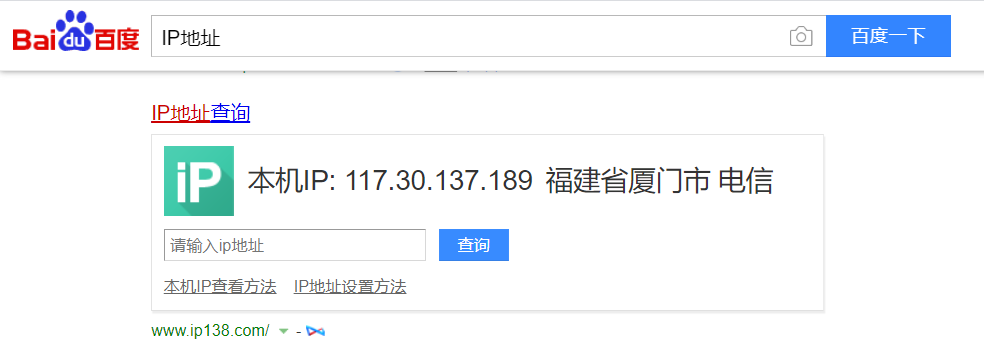 Bai du 百度 IP地址 百度一下
IP地址查询
iP 本机IP: 117.30.137.189 福建省厦门市 电信
请输入ip地址 查询
本机IP查看方法 IP地址设置方法
www.ip138.com/ -